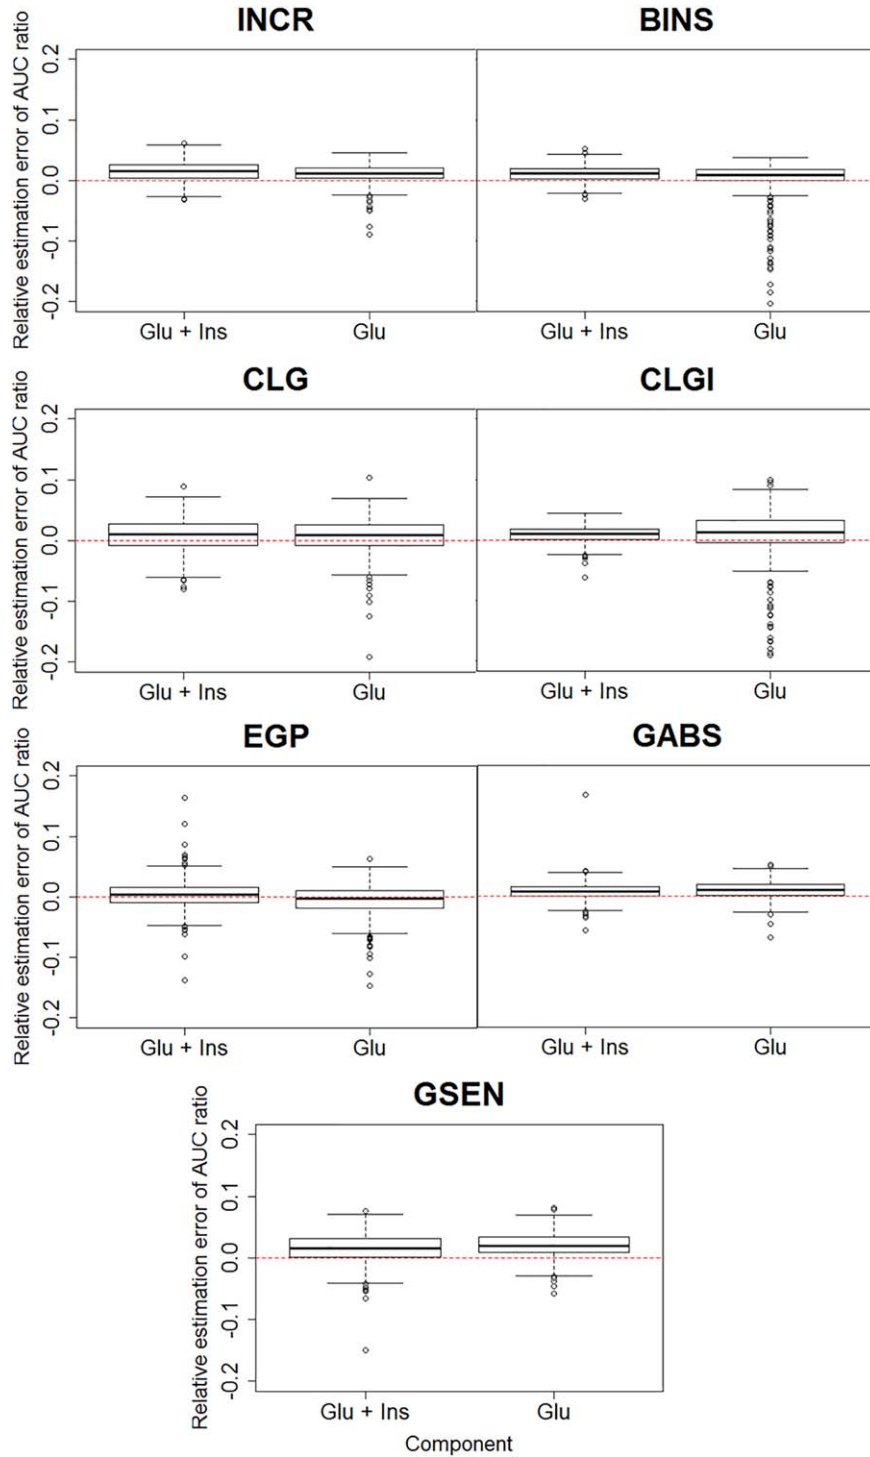 INCR BINS
Relative estimation error of AUC ratio
0.2
0.1
0.0
-0.1
-0.2
Glu + Ins Glu Glu + Ins Glu
CLG CLGI
Relative estimation error of AUC ratio
0.2
0.1
0.0
-0.1
-0.2
Glu + Ins Glu Glu + Ins Glu
EGP GABS
Relative estimation error of AUC ratio
0.2
0.1
0.0
-0.1
-0.2
Glu + Ins Glu Glu + Ins Glu
GSEN
Relative estimation error of AUC ratio
0.2
0.1
0.0
-0.1
-0.2
Glu + Ins Glu
Component